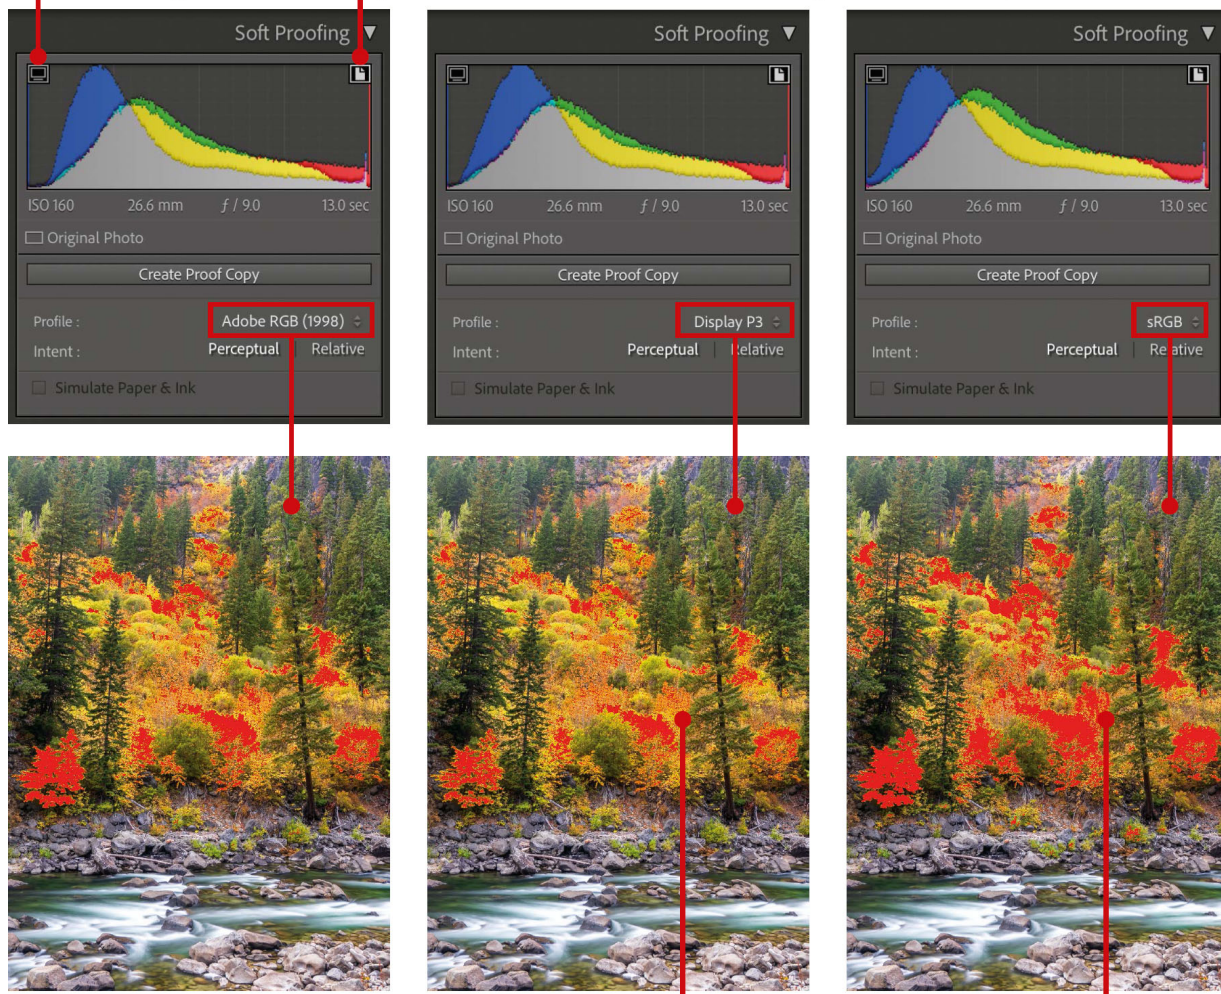 Soft Proofing
ISO 160 26.6 mm ƒ / 9.0 13.0 sec
Original Photo
Create Proof Copy
Profile : Adobe RGB (1998)
Intent : Perceptual | Relative
Simulate Paper & Ink
Soft Proofing
ISO 160 26.6 mm ƒ / 9.0 13.0 sec
Original Photo
Create Proof Copy
Profile : Display P3
Intent : Perceptual | Relative
Simulate Paper & Ink
Soft Proofing
ISO 160 26.6 mm ƒ / 9.0 13.0 sec
Original Photo
Create Proof Copy
Profile : sRGB
Intent : Perceptual | Relative
Simulate Paper & Ink